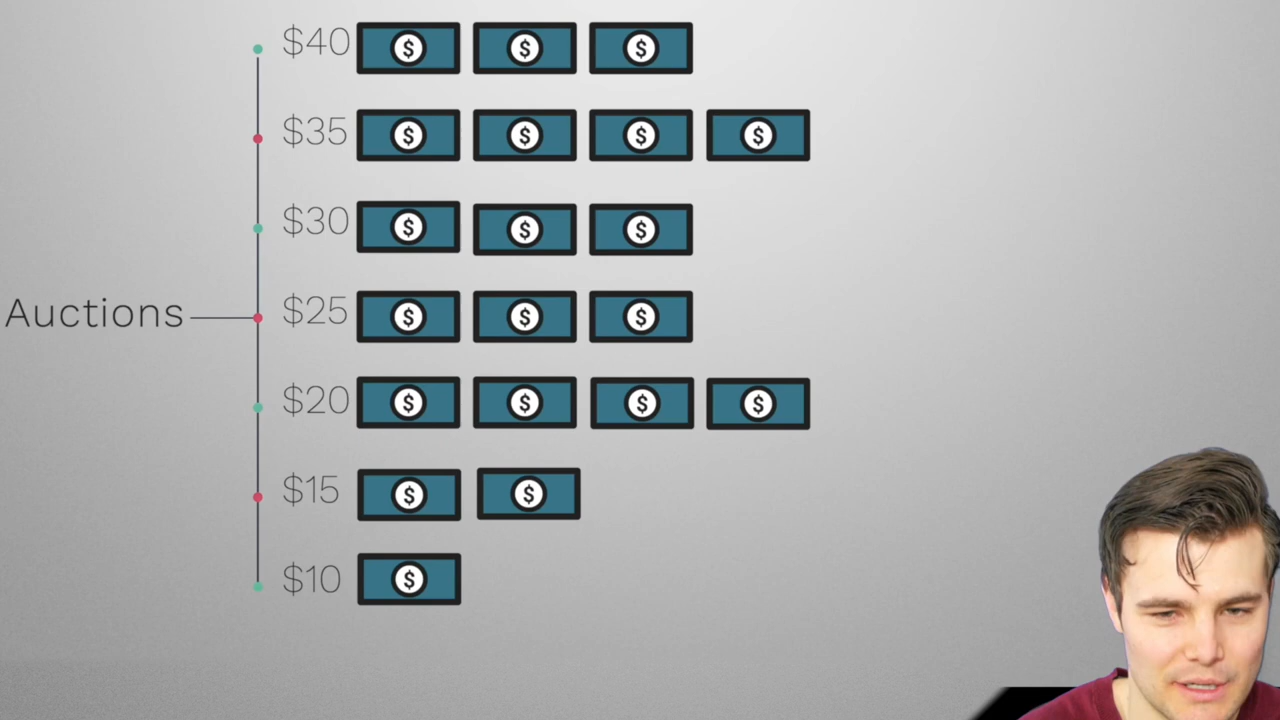 $40 $ $ $
$35 $ $ $ $
$30 $ $ $
Auctions $25 $ $ $
$20 $ $ $ $
$15 $ $
$10 $